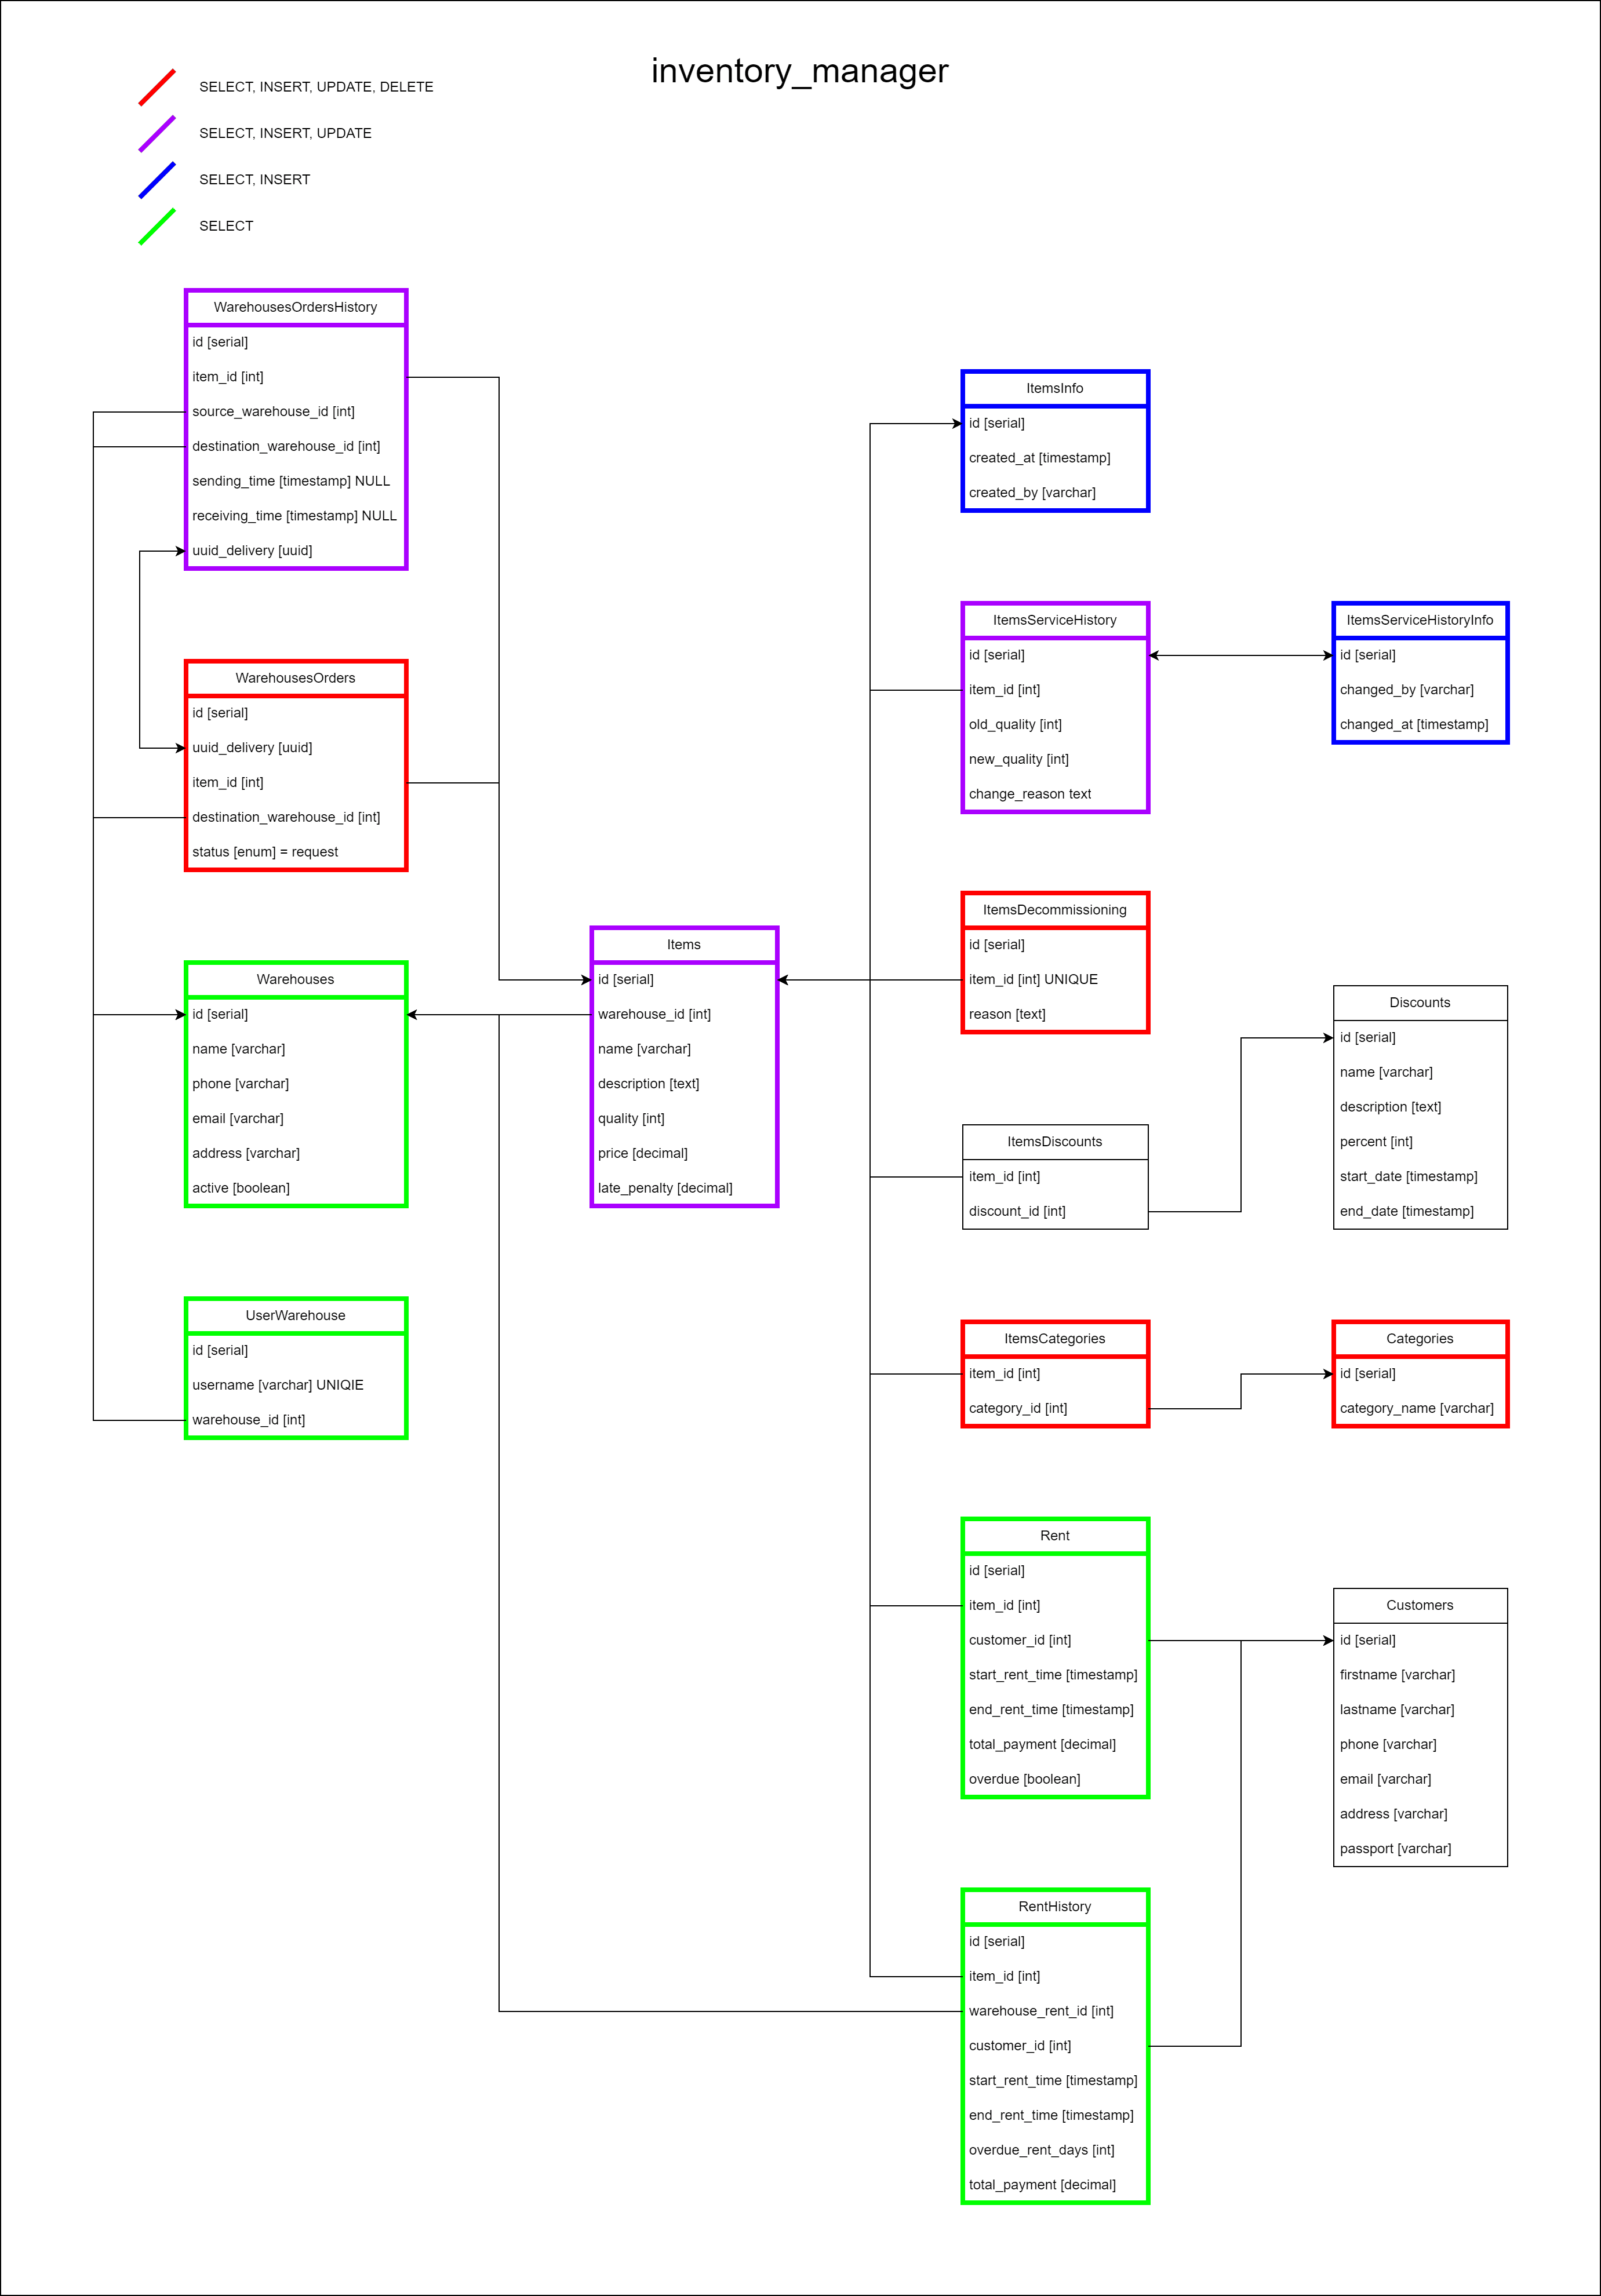 inventory_manager
SELECT, INSERT, UPDATE, DELETE
SELECT, INSERT, UPDATE
SELECT, INSERT
SELECT
WarehousesOrdersHistory
id [serial]
item_id [int]
source_warehouse_id [int]
destination_warehouse_id [int]
sending_time [timestamp] NULL
receiving_time [timestamp] NULL
uuid_delivery [uuid]
WarehousesOrders
id [serial]
uuid_delivery [uuid]
item_id [int]
destination_warehouse_id [int]
status [enum] = request
Warehouses
id [serial]
name [varchar]
phone [varchar]
email [varchar]
address [varchar]
active [boolean]
UserWarehouse
id [serial]
username [varchar] UNIQIE
warehouse_id [int]
Items
id [serial]
warehouse_id [int]
name [varchar]
description [text]
quality [int]
price [decimal]
late_penalty [decimal]
ItemsInfo
id [serial]
created_at [timestamp]
created_by [varchar]
ItemsServiceHistory
id [serial]
item_id [int]
old_quality [int]
new_quality [int]
change_reason text
ItemsServiceHistoryInfo
id [serial]
changed_by [varchar]
changed_at [timestamp]
ItemsDecommissioning
id [serial]
item_id [int] UNIQUE
reason [text]
Discounts
id [serial]
name [varchar]
description [text]
percent [int]
start_date [timestamp]
end_date [timestamp]
ItemsDiscounts
item_id [int]
discount_id [int]
ItemsCategories
item_id [int]
category_id [int]
Categories
id [serial]
category_name [varchar]
Rent
id [serial]
item_id [int]
customer_id [int]
start_rent_time [timestamp]
end_rent_time [timestamp]
total_payment [decimal]
overdue [boolean]
Customers
id [serial]
firstname [varchar]
lastname [varchar]
phone [varchar]
email [varchar]
address [varchar]
passport [varchar]
RentHistory
id [serial]
item_id [int]
warehouse_rent_id [int]
customer_id [int]
start_rent_time [timestamp]
end_rent_time [timestamp]
overdue_rent_days [int]
total_payment [decimal]